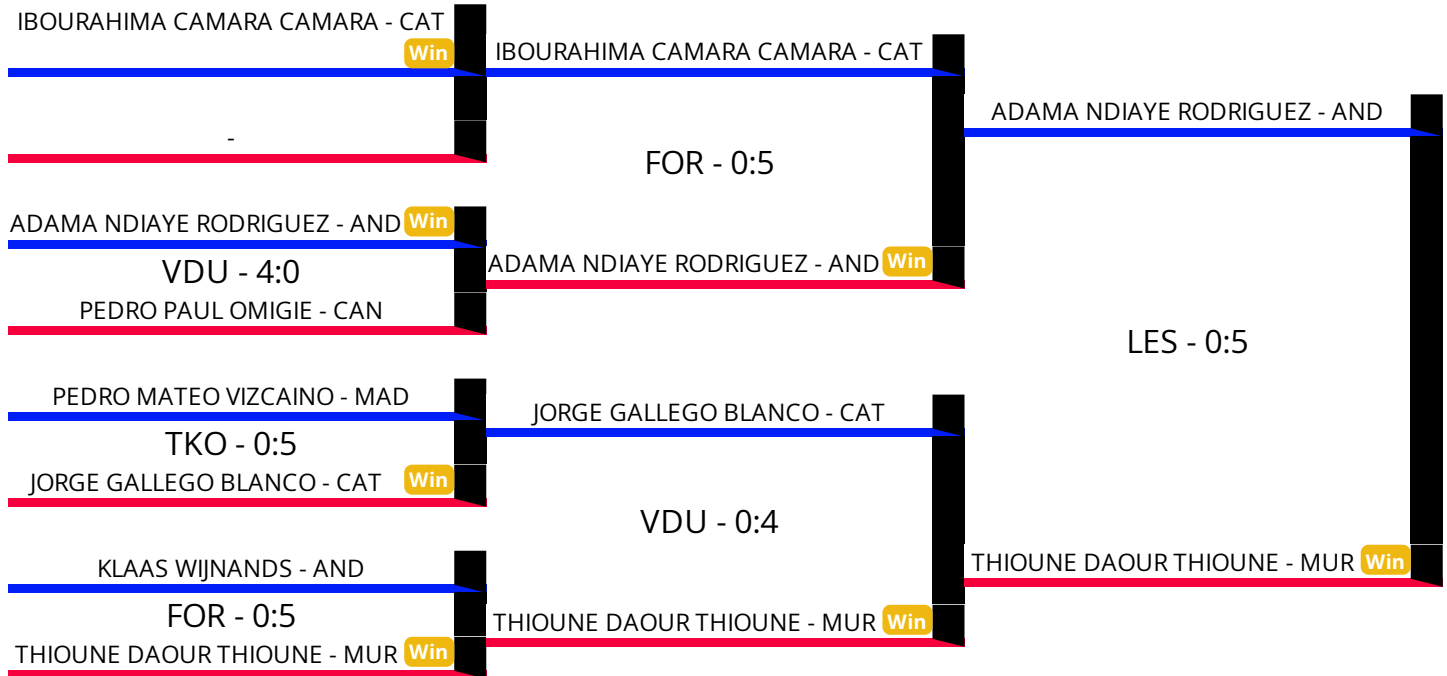 IBOURAHIMA CAMARA CAMARA - CAT
Win
-
ADAMA NDIAYE RODRIGUEZ - AND Win
VDU - 4:0
PEDRO PAUL OMIGIE - CAN
PEDRO MATEO VIZCAINO - MAD
TKO - 0:5
JORGE GALLEGO BLANCO - CAT Win
KLAAS WIJNANDS - AND
FOR - 0:5
THIOUNE DAOUR THIOUNE - MUR Win
IBOURAHIMA CAMARA CAMARA - CAT
FOR - 0:5
ADAMA NDIAYE RODRIGUEZ - AND Win
JORGE GALLEGO BLANCO - CAT
VDU - 0:4
THIOUNE DAOUR THIOUNE - MUR Win
ADAMA NDIAYE RODRIGUEZ - AND
LES - 0:5
THIOUNE DAOUR THIOUNE - MUR Win